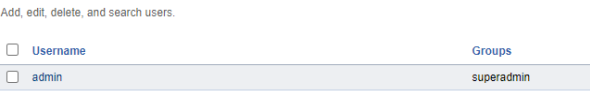 Add, edit, delete, and search users.
Username Groups
admin superadmin